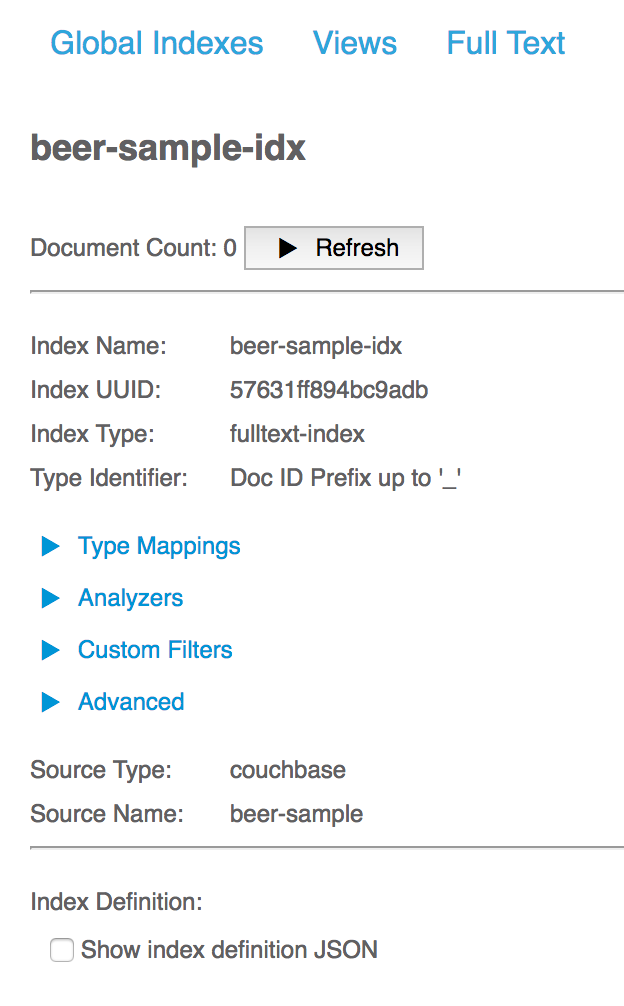 Global Indexes Views Full Text
beer-sample-idx
Document Count: 0 Refresh
Index Name: beer-sample-idx
Index UUID: 57631ff894bc9adb
Index Type: fulltext-index
Type Identifier: Doc ID Prefix up to '_'
Type Mappings
Analyzers
Custom Filters
Advanced
Source Type: couchbase
Source Name: beer-sample
Index Definition:
Show index definition JSON